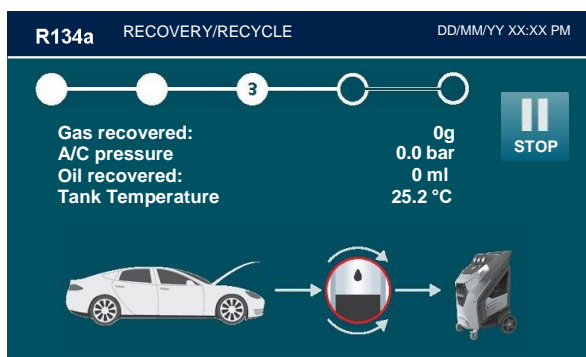 R134a RECOVERY/RECYCLE DD/MM/YY XX:XX PM
3
Gas recovered: 0g
A/C pressure 0.0 bar
Oil recovered: 0 ml
Tank Temperature 25.2 °C
STOP